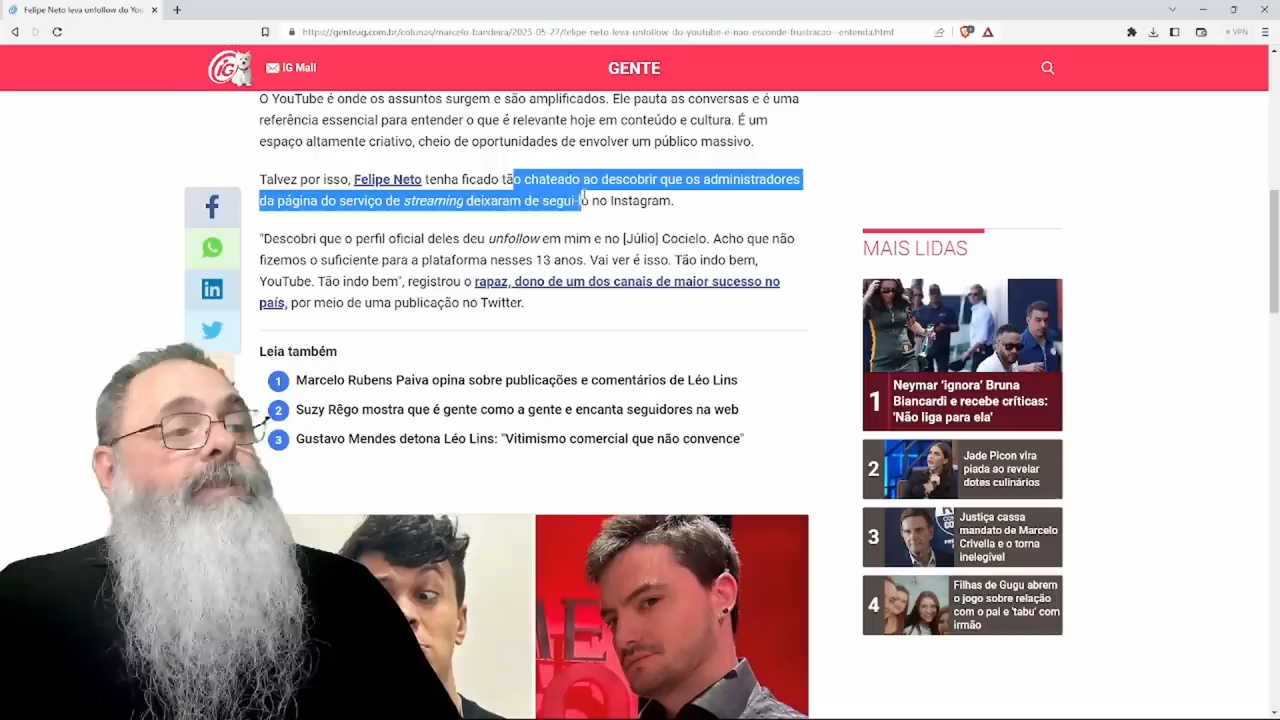 Felipe Neto leva unfollow do You
https://gente.ig.com.br/colunas/marcelo-bandeira/2023-05-27/felipe-neto-leva-unfollow-do-youtube-e-nao-esconde-frustracao--entenda.html
VPN
iG
iG Mail
GENTE
O YouTube é onde os assuntos surgem e são amplificados. Ele pauta as conversas e é uma
referência essencial para entender o que é relevante hoje em conteúdo e cultura. É um
espaço altamente criativo, cheio de oportunidades de envolver um público massivo.
Talvez por isso, Felipe Neto tenha ficado tão chateado ao descobrir que os administradores
da página do serviço de streaming deixaram de segui-lo no Instagram.
"Descobri que o perfil oficial deles deu unfollow em mim e no [Júlio] Cocielo. Acho que não
fizemos o suficiente para a plataforma nesses 13 anos. Vai ver é isso. Tão indo bem,
YouTube. Tão indo bem", registrou o rapaz, dono de um dos canais de maior sucesso no
país, por meio de uma publicação no Twitter.
Leia também
1 Marcelo Rubens Paiva opina sobre publicações e comentários de Léo Lins
2 Suzy Rêgo mostra que é gente como a gente e encanta seguidores na web
3 Gustavo Mendes detona Léo Lins: "Vitimismo comercial que não convence"
MAIS LIDAS
1
Neymar ‘ignora’ Bruna
Biancardi e recebe críticas:
'Não liga para ela'
2
Jade Picon vira
piada ao revelar
dotes culinários
3
Justiça cassa
mandato de Marcelo
Crivella e o torna
inelegível
4
Filhas de Gugu abrem
o jogo sobre relação
com o pai e 'tabu' com
irmão